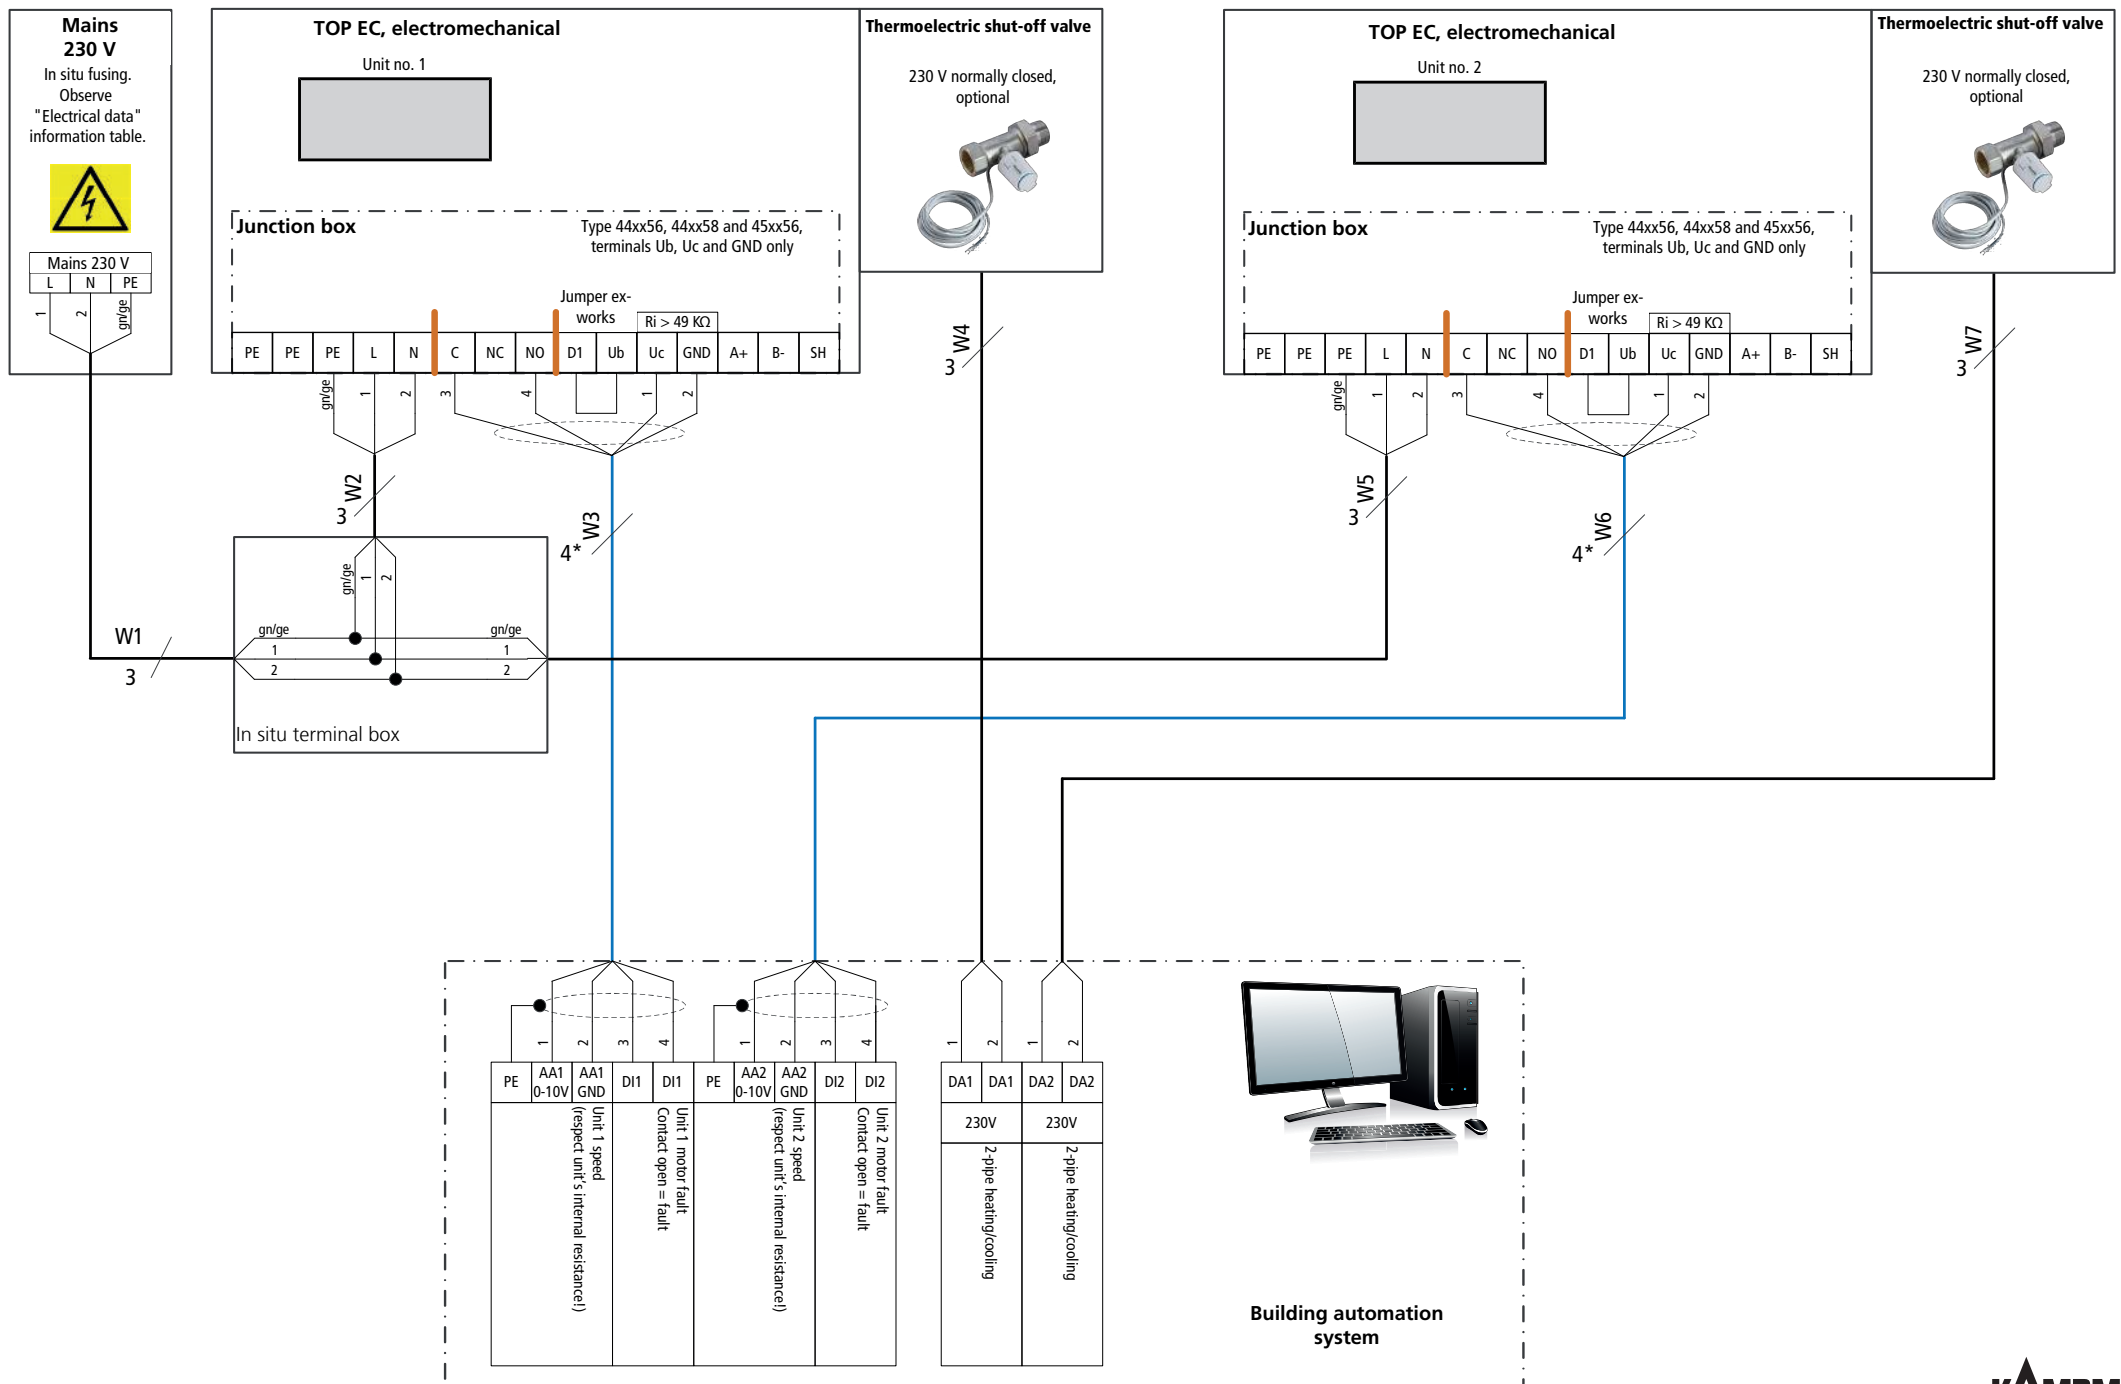 Mains
230 V
In situ fusing.
Observe
"Electrical data"
information table.
Mains 230 V
L N PE
1 2 gn/ge
TOP EC, electromechanical
Unit no. 1
Junction box
Type 44xx56, 44xx58 and 45xx56,
terminals Ub, Uc and GND only
Jumper ex-
works
Ri > 49 KΩ
PE PE PE L N C NC NO D1 Ub Uc GND A+ B- SH
gn/ge 1 2 3 4 1 2
Thermoelectric shut-off valve
230 V normally closed,
optional
TOP EC, electromechanical
Unit no. 2
Junction box
Type 44xx56, 44xx58 and 45xx56,
terminals Ub, Uc and GND only
Jumper ex-
works
Ri > 49 KΩ
PE PE PE L N C NC NO D1 Ub Uc GND A+ B- SH
gn/ge 1 2 3 4 1 2
Thermoelectric shut-off valve
230 V normally closed,
optional
W4
3
W7
3
W2
3
W3
4*
W5
3
W6
4*
W1
3
gn/ge 1 2
gn/ge gn/ge
1 1
2 2
In situ terminal box
1 2 3 4 1 2 3 4 1 2 1 2
PE AA1 0-10V AA1 GND DI1 DI1 PE AA2 0-10V AA2 GND DI2 DI2
DA1 DA1 DA2 DA2
230V 230V
Unit 1 speed
(respect unit's internal resistance!)
Unit 1 motor fault
Contact open = fault
Unit 2 speed
(respect unit's internal resistance!)
Unit 2 motor fault
Contact open = fault
2-pipe heating/cooling
2-pipe heating/cooling
Building automation
system